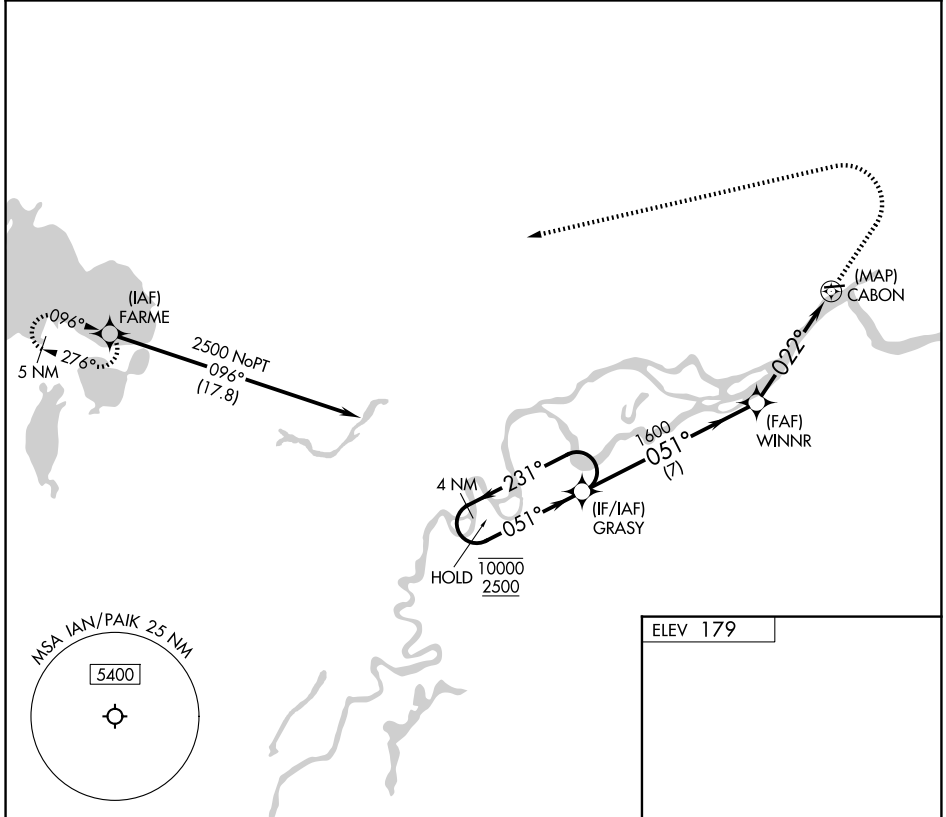 (IAF)
FARME
096°
276°
5 NM
2500 NoPT
096°
(17.8)
(MAP)
CABON
022°
(FAF)
WINNR
1600
051°
(7)
4 NM
231°
051°
(IF/IAF)
GRASY
HOLD
10000
2500
MSA IAN/PAIK 25 NM
5400
ELEV 179